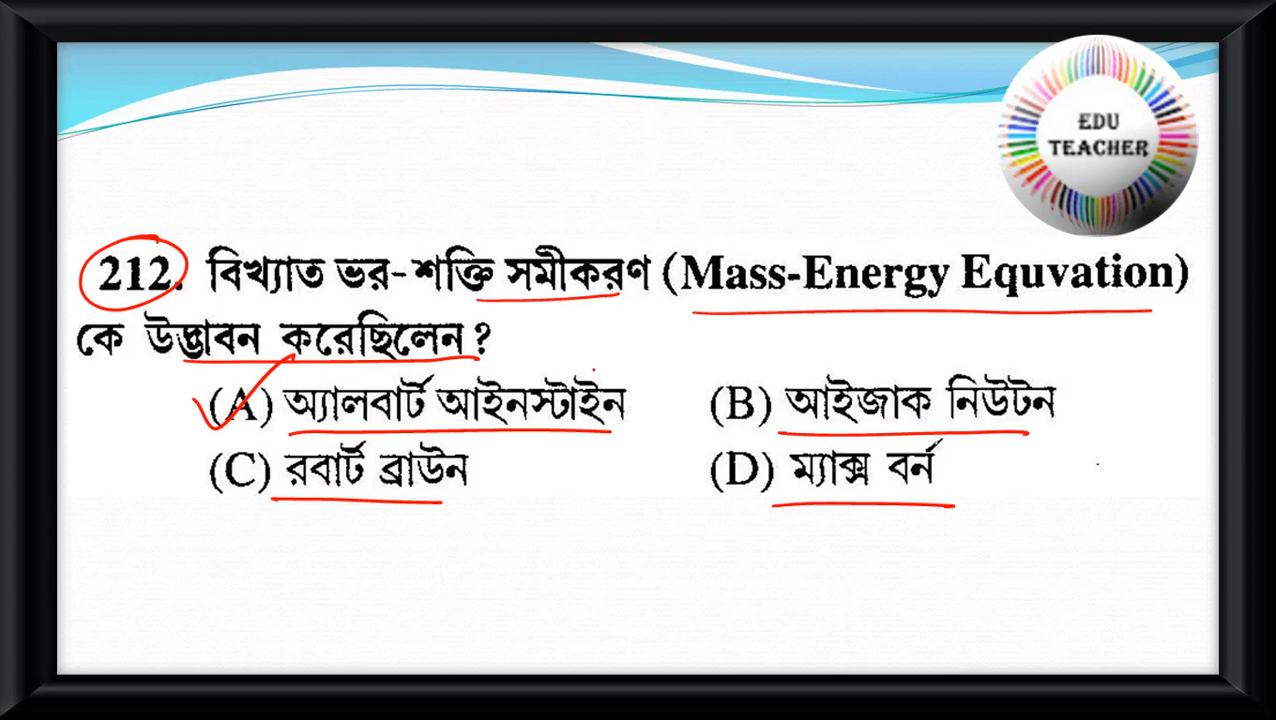 EDU
TEACHER
212. বিখ্যাত ভর-শক্তি সমীকরণ (Mass-Energy Equvation)
কে উদ্ভাবন করেছিলেন?
(A) অ্যালবার্ট আইনস্টাইন (B) আইজাক নিউটন
(C) রবার্ট ব্রাউন (D) ম্যাক্স বর্ন